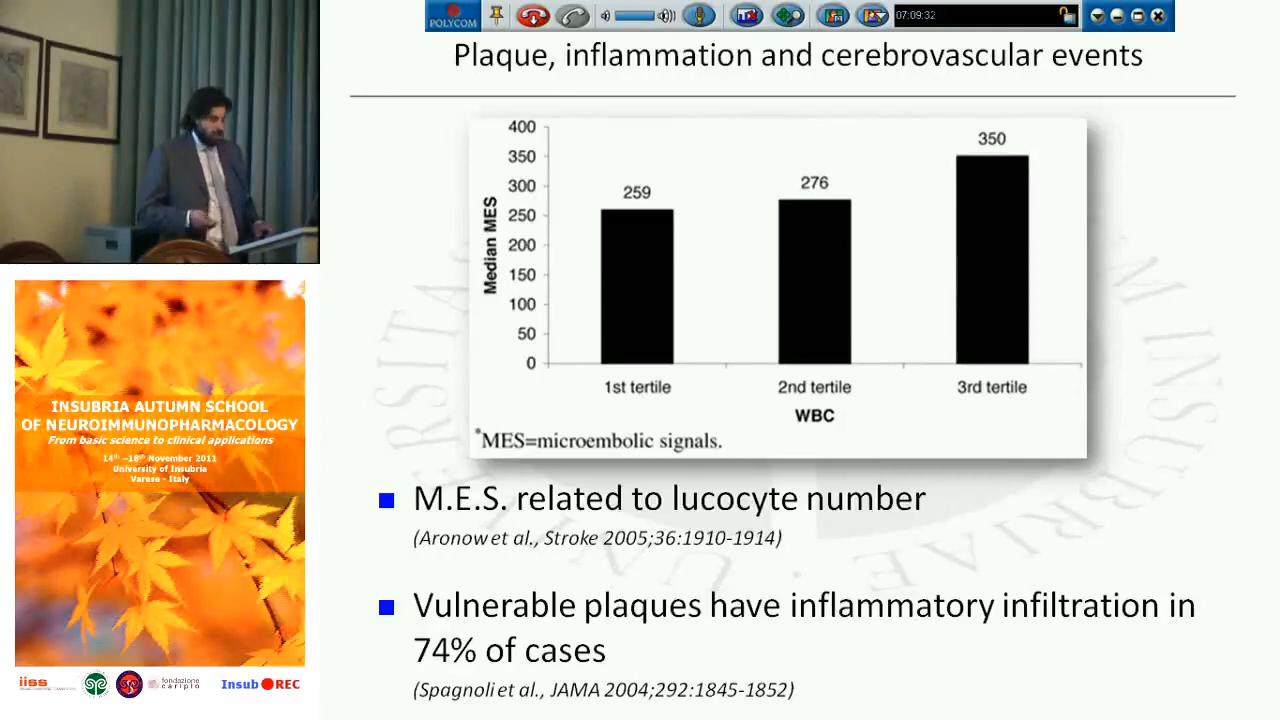 POLYCOM
07:09:32
Plaque, inflammation and cerebrovascular events
400
350
300
250
200
150
100
50
0
Median MES
259
276
350
1st tertile
2nd tertile
3rd tertile
WBC
*MES=microembolic signals.
M.E.S. related to lucocyte number
(Aronow et al., Stroke 2005;36:1910-1914)
Vulnerable plaques have inflammatory infiltration in
74% of cases
(Spagnoli et al., JAMA 2004;292:1845-1852)
INSUBRIA AUTUMN SCHOOL
OF NEUROIMMUNOPHARMACOLOGY
From basic science to clinical applications
14th –18th November 2011
University of Insubria
Varese - Italy
iiss
fondazione
cariplo
Insub REC